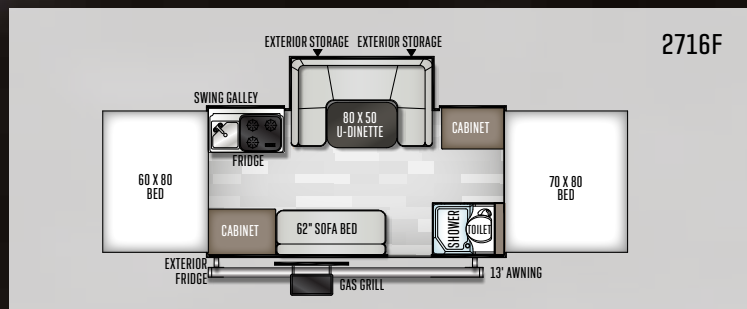 2716F
EXTERIOR STORAGE
EXTERIOR STORAGE
SWING GALLEY
80 X 50
U-DINETTE
CABINET
FRIDGE
60 X 80
BED
70 X 80
BED
CABINET
62" SOFA BED
SHOWER
TOILET
EXTERIOR
FRIDGE
GAS GRILL
13' AWNING